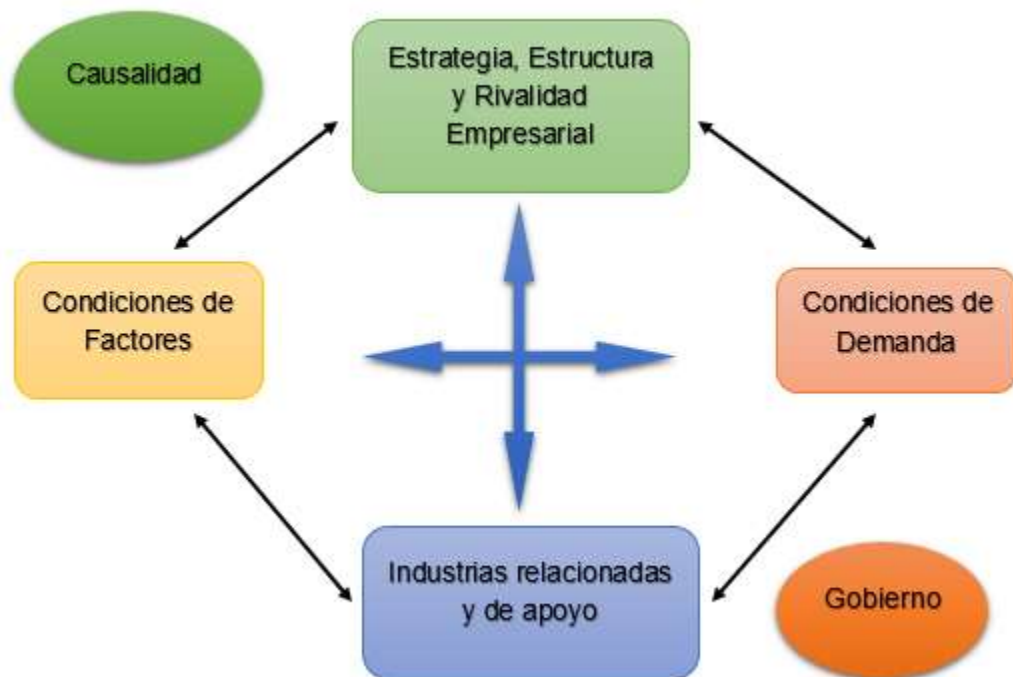 Causalidad
Estrategia, Estructura
y Rivalidad
Empresarial
Condiciones de
Factores
Condiciones de
Demanda
Industrias relacionadas
y de apoyo
Gobierno